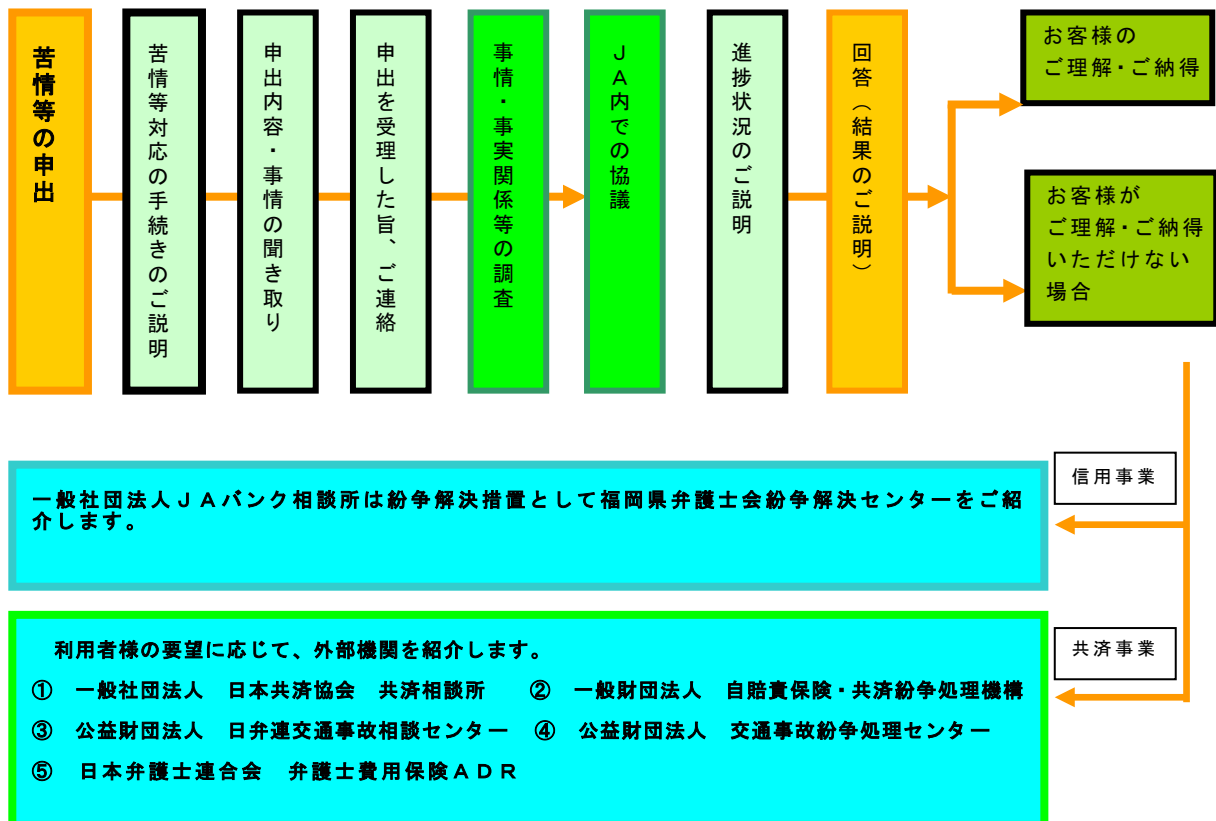 苦情等の申出
苦情等対応の手続きのご説明
申出内容・事情の聞き取り
申出を受理した旨、ご連絡
事情・事実関係等の調査
ＪＡ内での協議
進捗状況のご説明
回答（結果のご説明）
お客様の
ご理解・ご納得
お客様が
ご理解・ご納得
いただけない
場合
信用事業
一般社団法人ＪＡバンク相談所は紛争解決措置として福岡県弁護士会紛争解決センターをご紹
介します。
共済事業
利用者様の要望に応じて、外部機関を紹介します。
①　一般社団法人　日本共済協会　共済相談所　　②　一般財団法人　自賠責保険・共済紛争処理機構
③　公益財団法人　日弁連交通事故相談センター　④　公益財団法人　交通事故紛争処理センター
⑤　日本弁護士連合会　弁護士費用保険ＡＤＲ